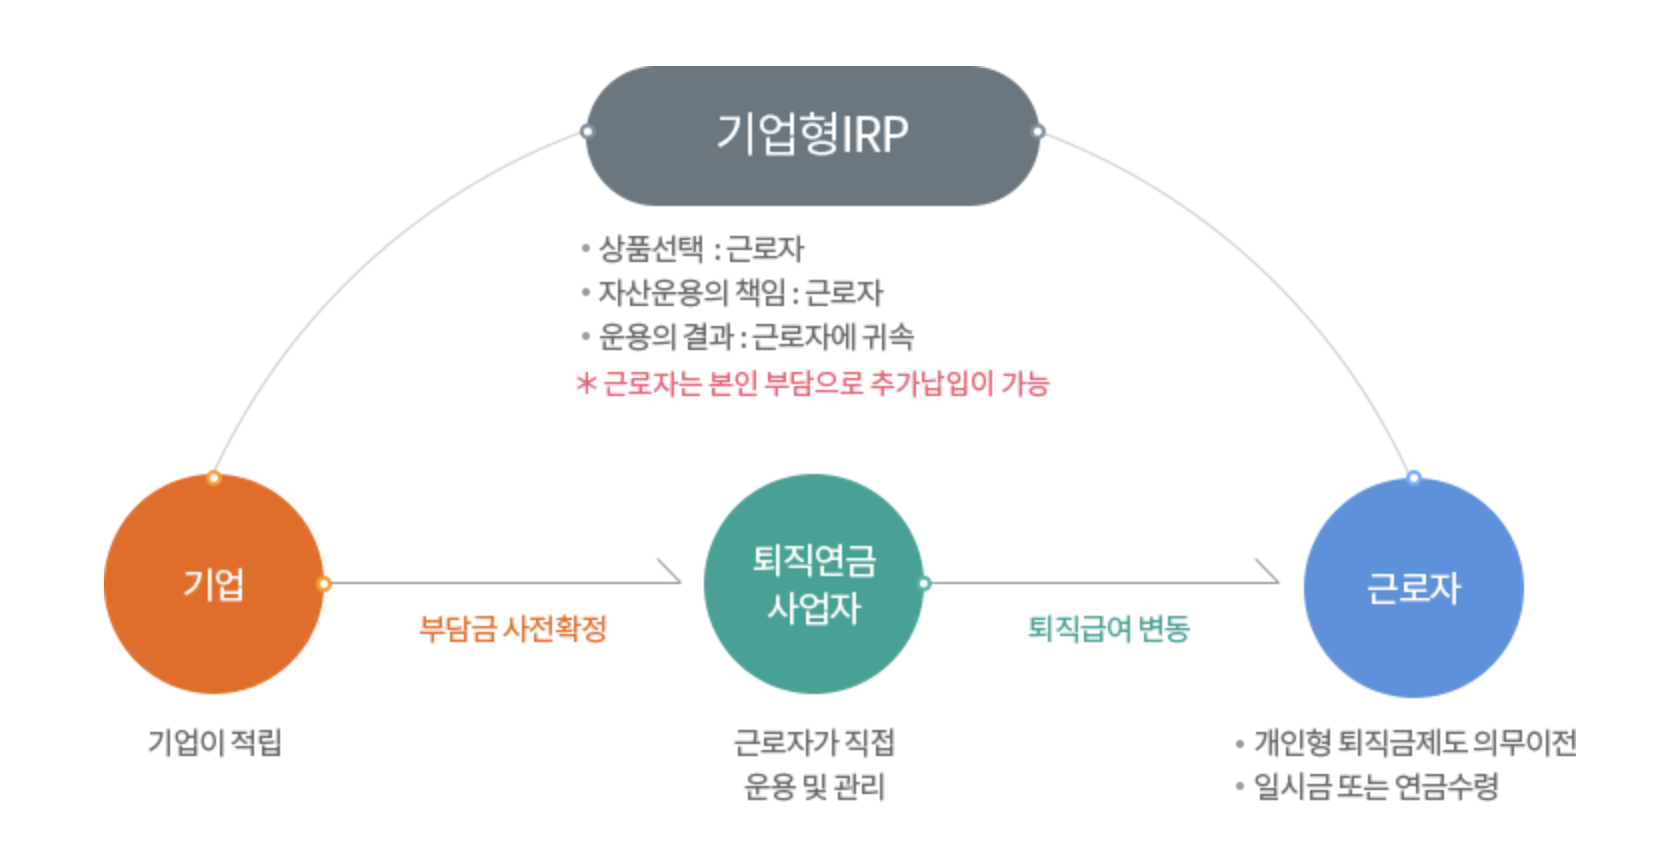 기업형IRP
• 상품선택 : 근로자
• 자산운용의 책임 : 근로자
• 운용의 결과 : 근로자에 귀속
* 근로자는 본인 부담으로 추가납입이 가능
기업
부담금 사전확정
퇴직연금
사업자
퇴직급여 변동
근로자
기업이 적립
근로자가 직접
운용 및 관리
• 개인형 퇴직금제도 의무이전
• 일시금 또는 연금수령